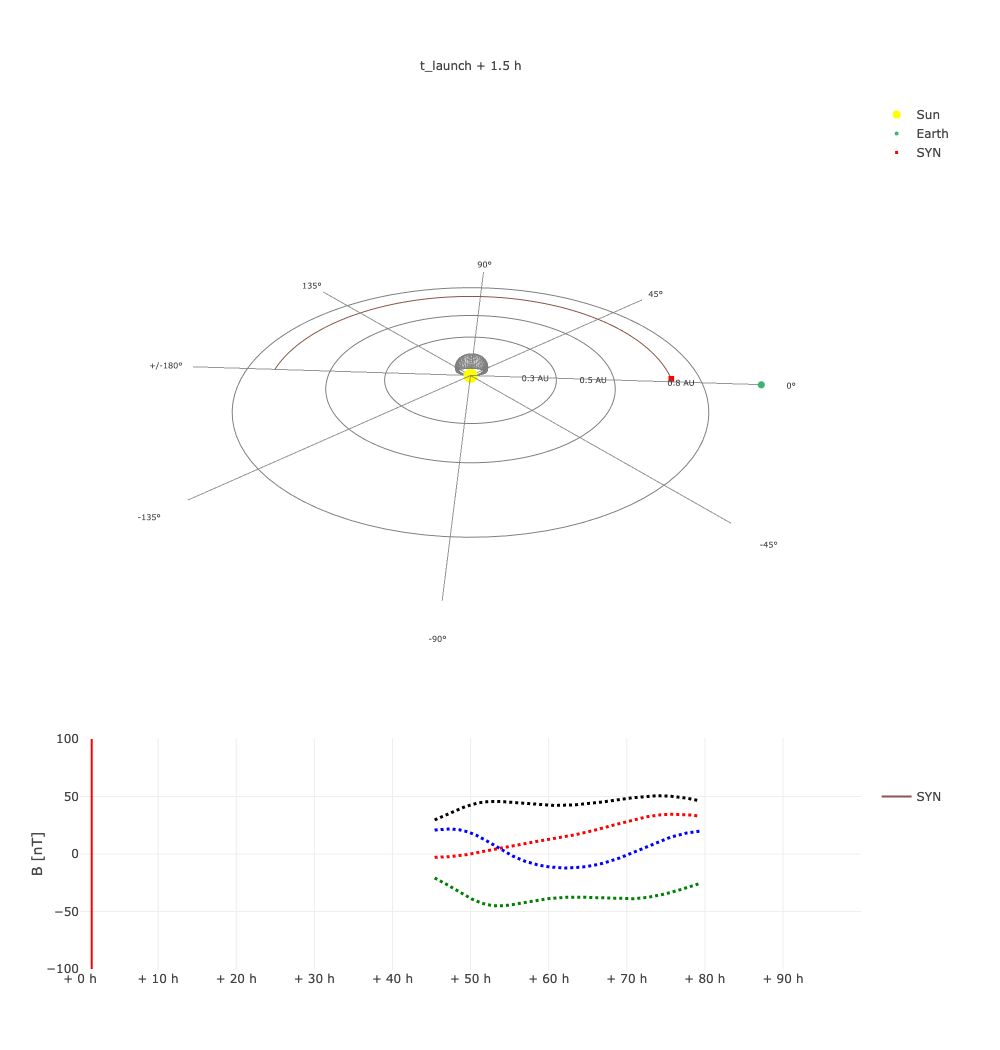 t_launch + 1.5 h
Sun
Earth
SYN
90°
135°
45°
+/-180°
0.3 AU
0.5 AU
0.8 AU
0°
-135°
-45°
-90°
100
50
0
−50
−100
B [nT]
SYN
+ 0 h
+ 10 h
+ 20 h
+ 30 h
+ 40 h
+ 50 h
+ 60 h
+ 70 h
+ 80 h
+ 90 h